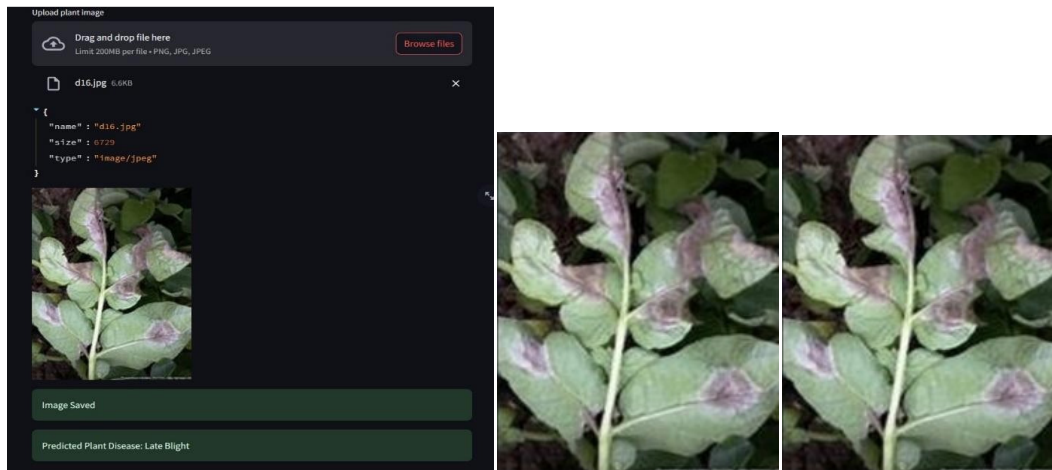 Upload plant image
Drag and drop file here
Limit 200MB per file • PNG, JPG, JPEG
Browse files
d16.jpg 6.6KB
{
"name" : "d16.jpg"
"size" : 6729
"type" : "image/jpeg"
}
Image Saved
Predicted Plant Disease: Late Blight